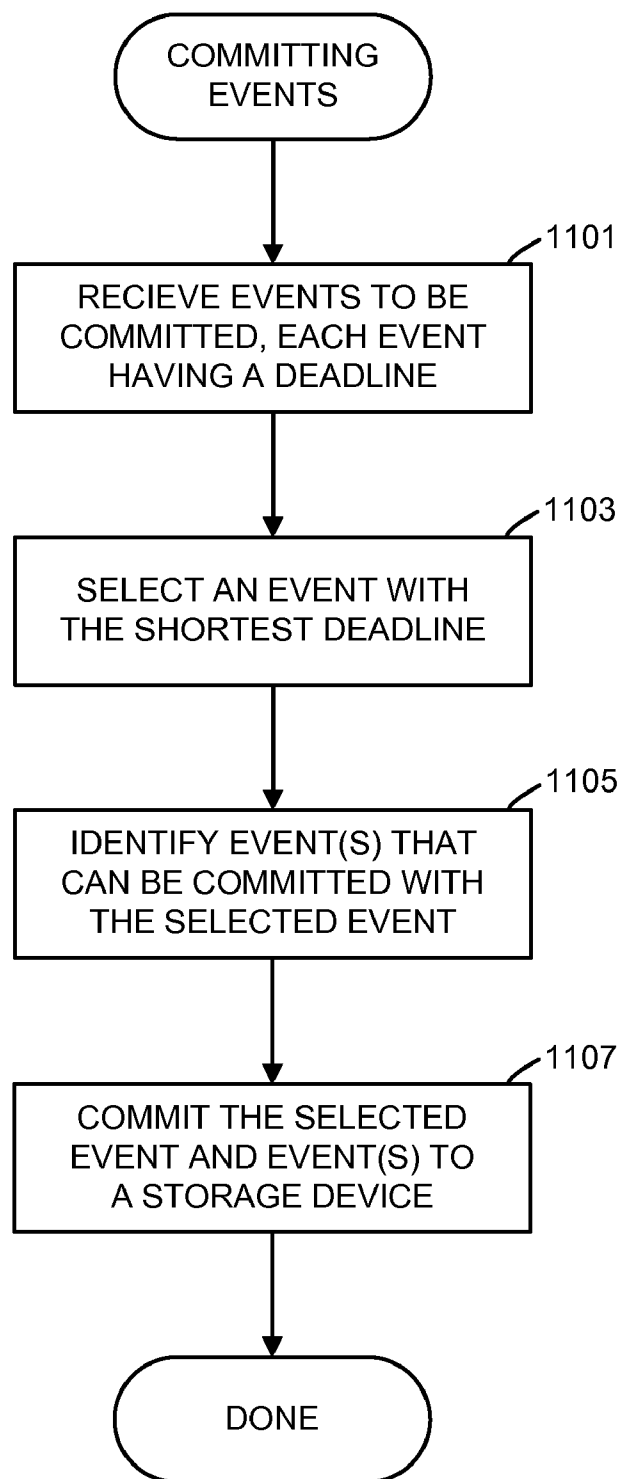 COMMITTING
EVENTS
1101
RECIEVE EVENTS TO BE
COMMITTED, EACH EVENT
HAVING A DEADLINE
1103
SELECT AN EVENT WITH
THE SHORTEST DEADLINE
1105
IDENTIFY EVENT(S) THAT
CAN BE COMMITTED WITH
THE SELECTED EVENT
1107
COMMIT THE SELECTED
EVENT AND EVENT(S) TO
A STORAGE DEVICE
DONE